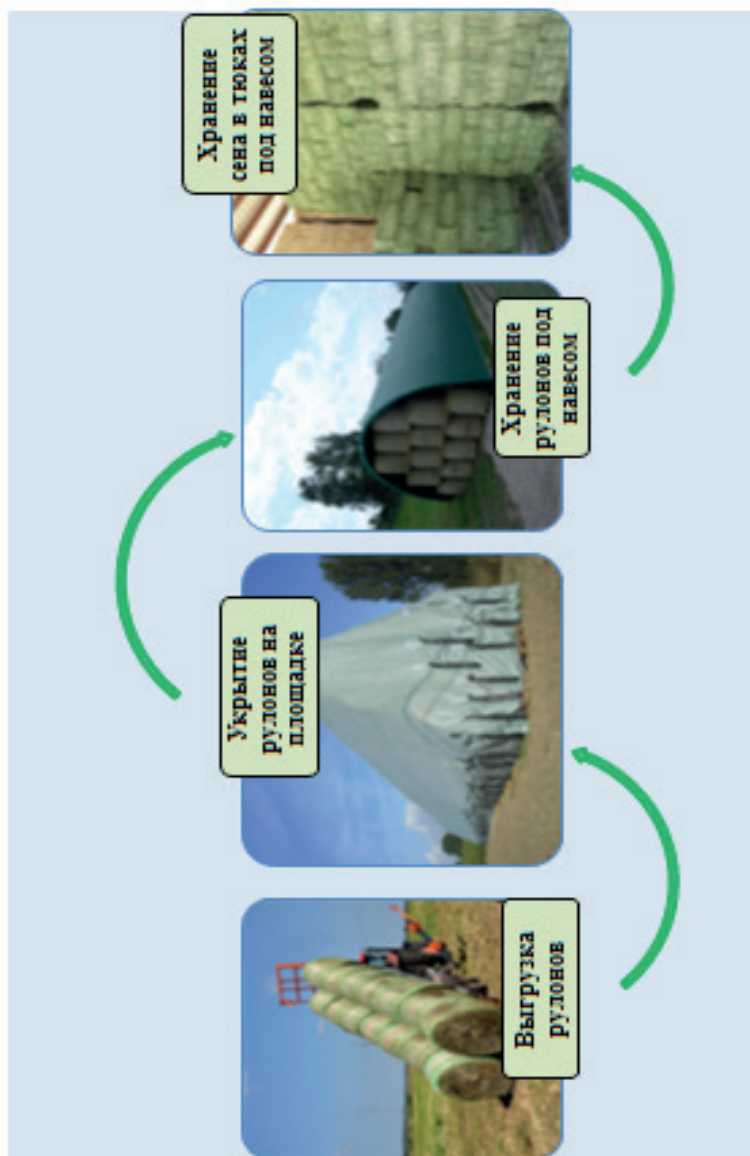 Выгрузка
рулонов
Укрытие
рулонов на
площадке
Хранение
рулонов под
навесом
Хранение
сена в тюках
под навесом